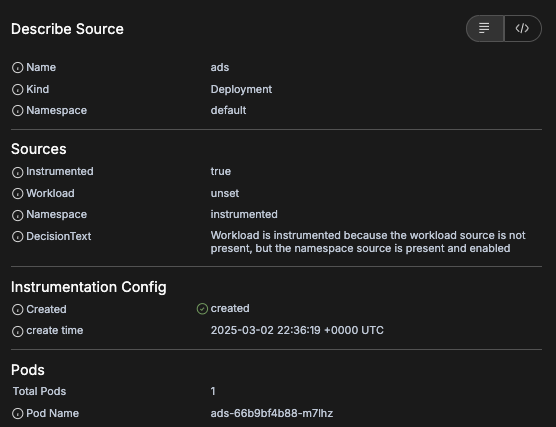 Describe Source
Name ads
Kind Deployment
Namespace default
Sources
Instrumented true
Workload unset
Namespace instrumented
DecisionText Workload is instrumented because the workload source is not
present, but the namespace source is present and enabled
Instrumentation Config
Created created
create time 2025-03-02 22:36:19 +0000 UTC
Pods
Total Pods 1
Pod Name ads-66b9bf4b88-m7lhz